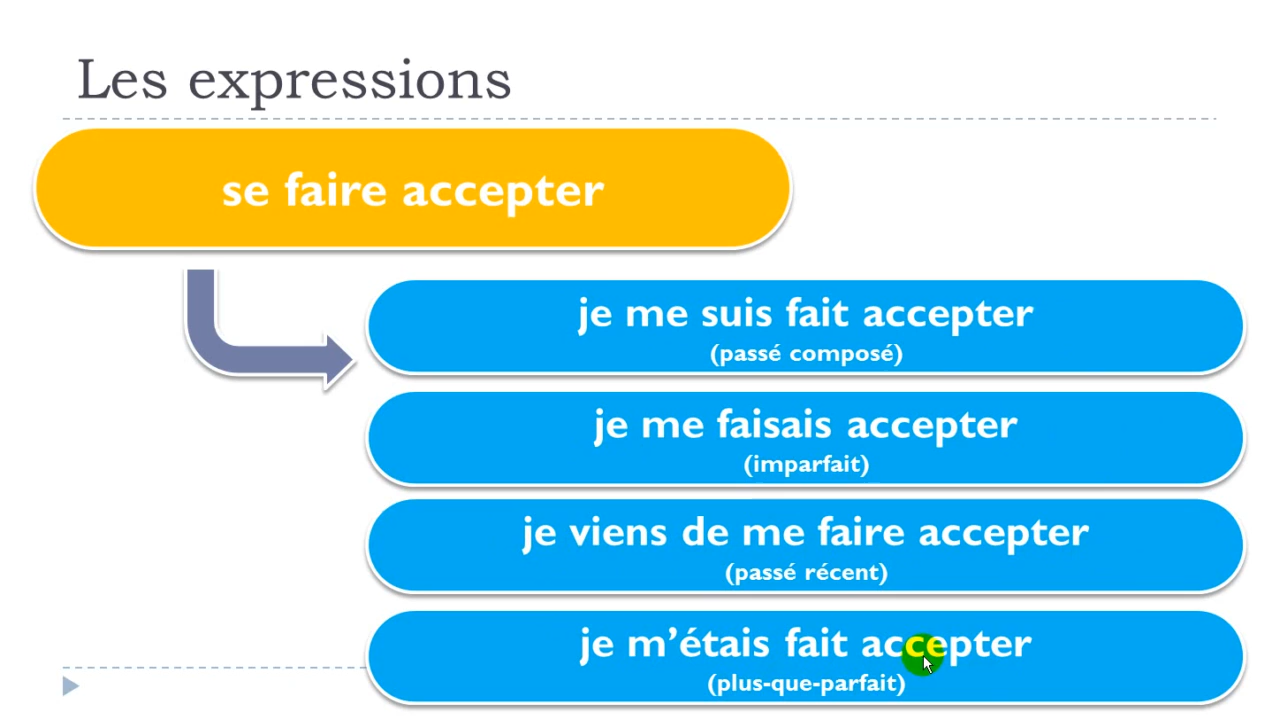 Les expressions
se faire accepter
je me suis fait accepter
(passé composé)
je me faisais accepter
(imparfait)
je viens de me faire accepter
(passé récent)
je m’étais fait accepter
(plus-que-parfait)